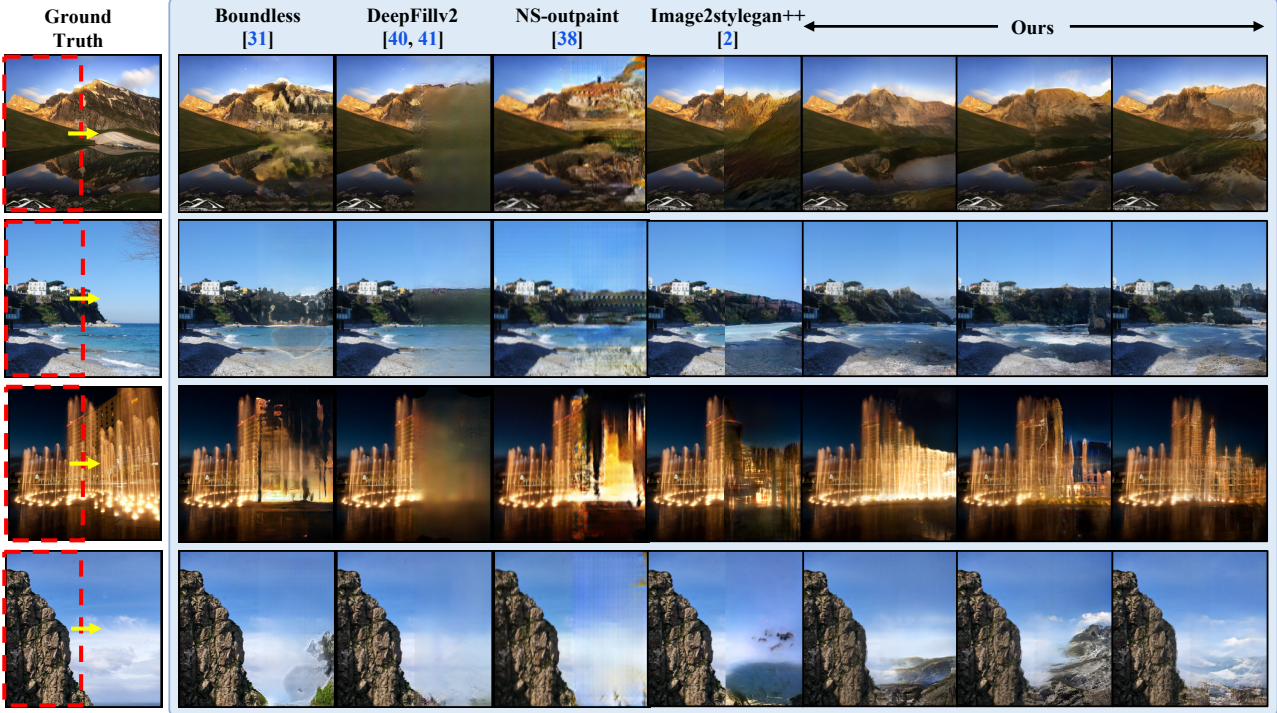 Ground
Truth
Boundless
[31]
DeepFillv2
[40, 41]
NS-outpaint
[38]
Image2stylegan++
[2]
Ours